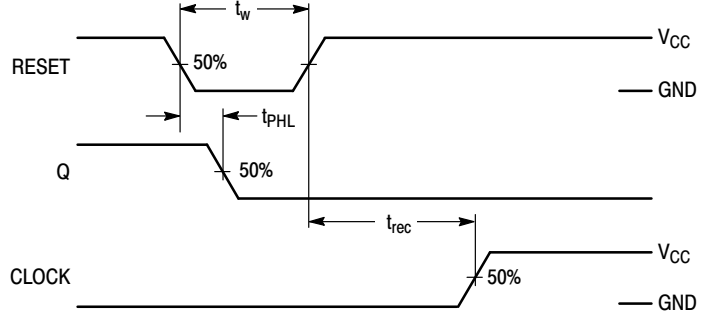 t_w
V_CC
RESET
50%
GND
t_PHL
Q
50%
t_rec
V_CC
CLOCK
50%
GND